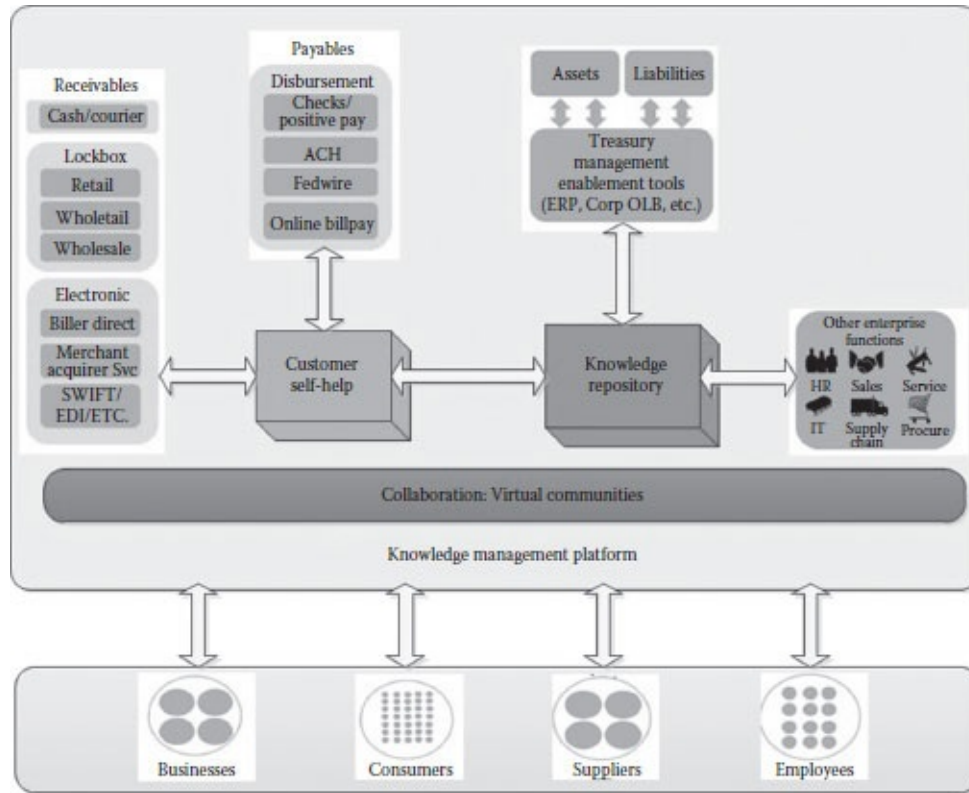 Receivables
Cash/courier
Lockbox
Retail
Wholetail
Wholesale
Electronic
Biller direct
Merchant
acquirer Svc
SWIFT/
EDI/ETC.
Payables
Disbursement
Checks/
positive pay
ACH
Fedwire
Online billpay
Assets
Liabilities
Treasury
management
enablement tools
(ERP, Corp OLB, etc.)
Customer
self-help
Knowledge
repository
Other enterprise
functions
HR
Sales
Service
IT
Supply
chain
Procure
Collaboration: Virtual communities
Knowledge management platform
Businesses
Consumers
Suppliers
Employees